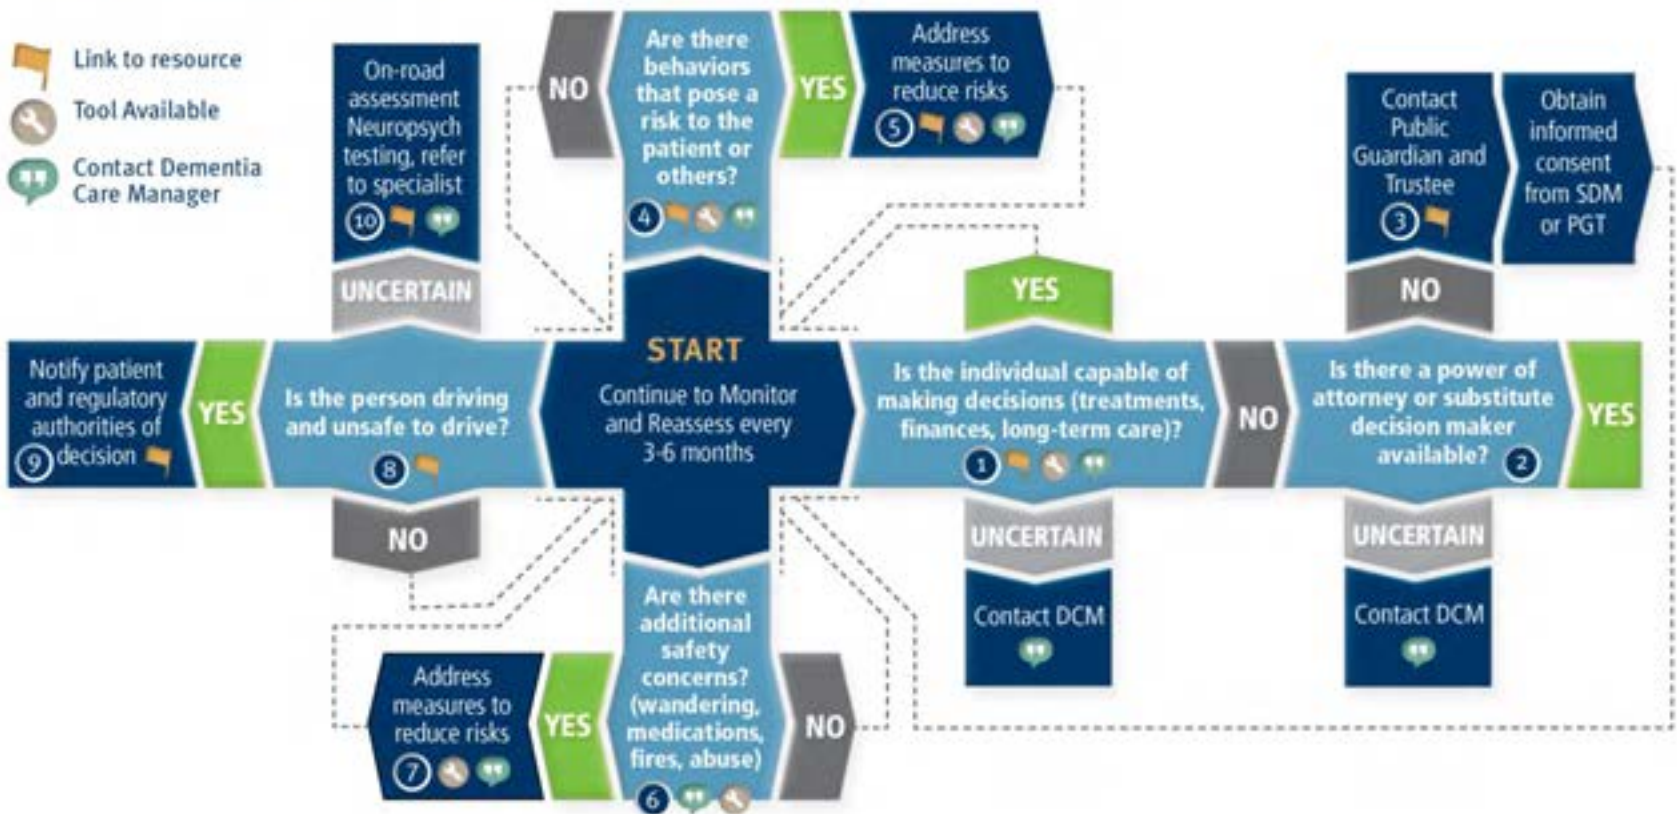 Link to resource
Tool Available
Contact Dementia
Care Manager
On-road
assessment
Neuropsych
testing, refer
to specialist
10
UNCERTAIN
NO
Are there
behaviors
that pose a
risk to the
patient or
others?
4
YES
Address
measures to
reduce risks
5
Contact
Public
Guardian and
Trustee
3
Obtain
informed
consent
from SDM
or PGT
NO
YES
Notify patient
and regulatory
authorities of
decision
9
YES
Is the person driving
and unsafe to drive?
8
START
Continue to Monitor
and Reassess every
3-6 months
Is the individual capable of
making decisions (treatments,
finances, long-term care)?
1
NO
Is there a power of
attorney or substitute
decision maker
available?
2
YES
NO
UNCERTAIN
Contact DCM
UNCERTAIN
Contact DCM
Address
measures to
reduce risks
7
YES
Are there
additional
safety
concerns?
(wandering,
medications,
fires, abuse)
6
NO